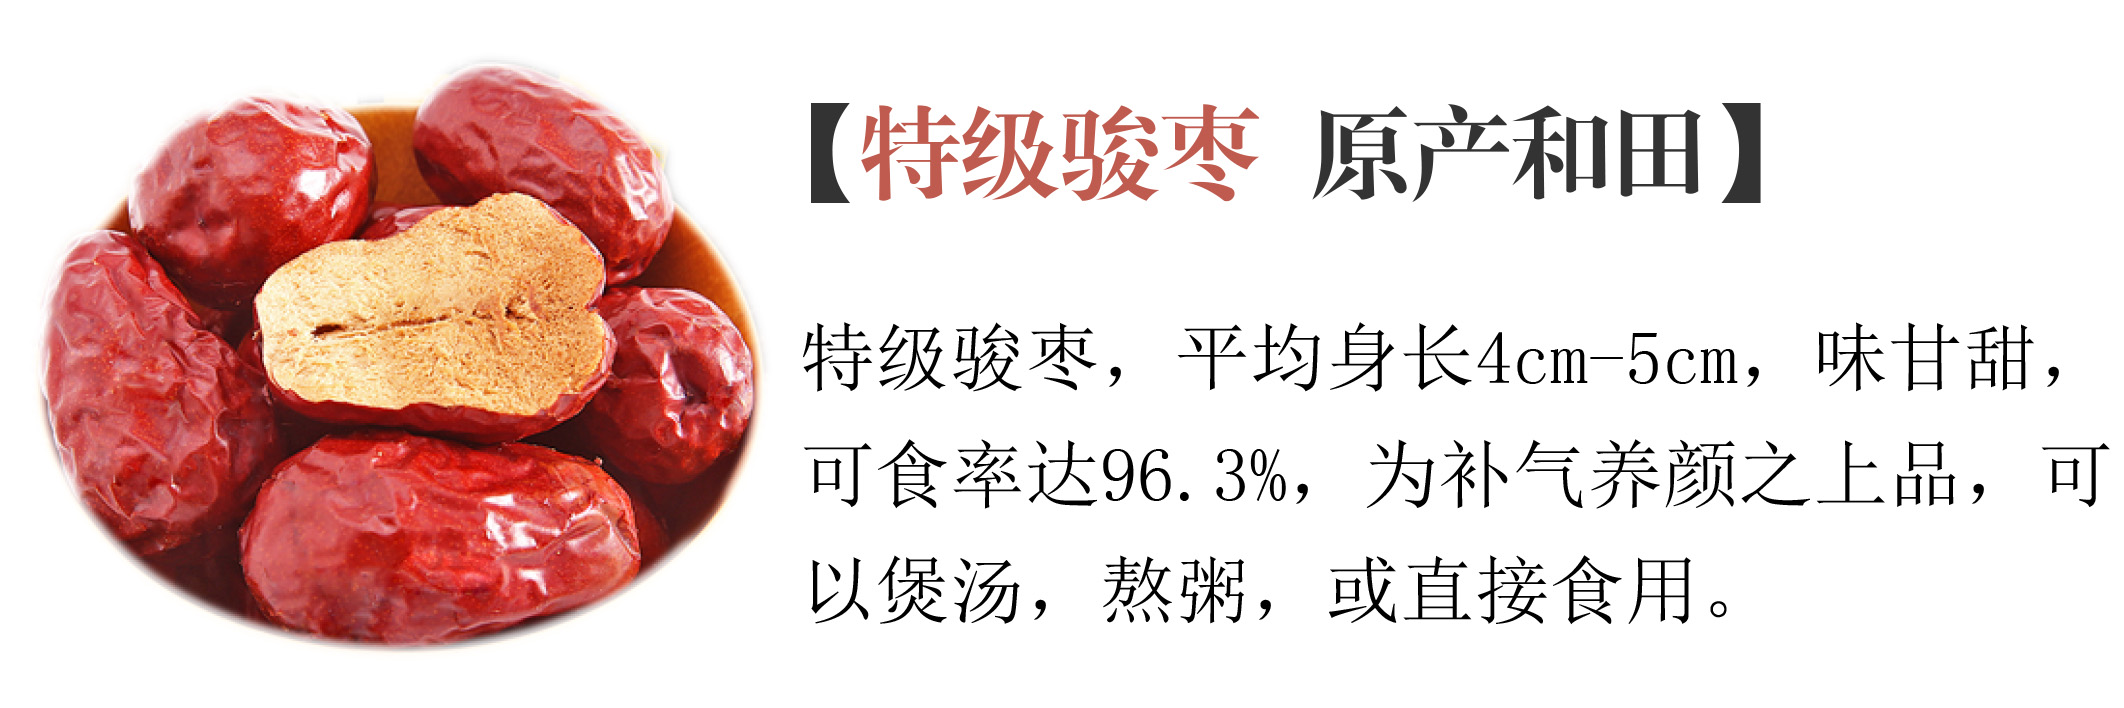 【特级骏枣 原产和田】
特级骏枣，平均身长4cm-5cm，味甘甜，
可食率达96.3%，为补气养颜之上品，可
以煲汤，熬粥，或直接食用。